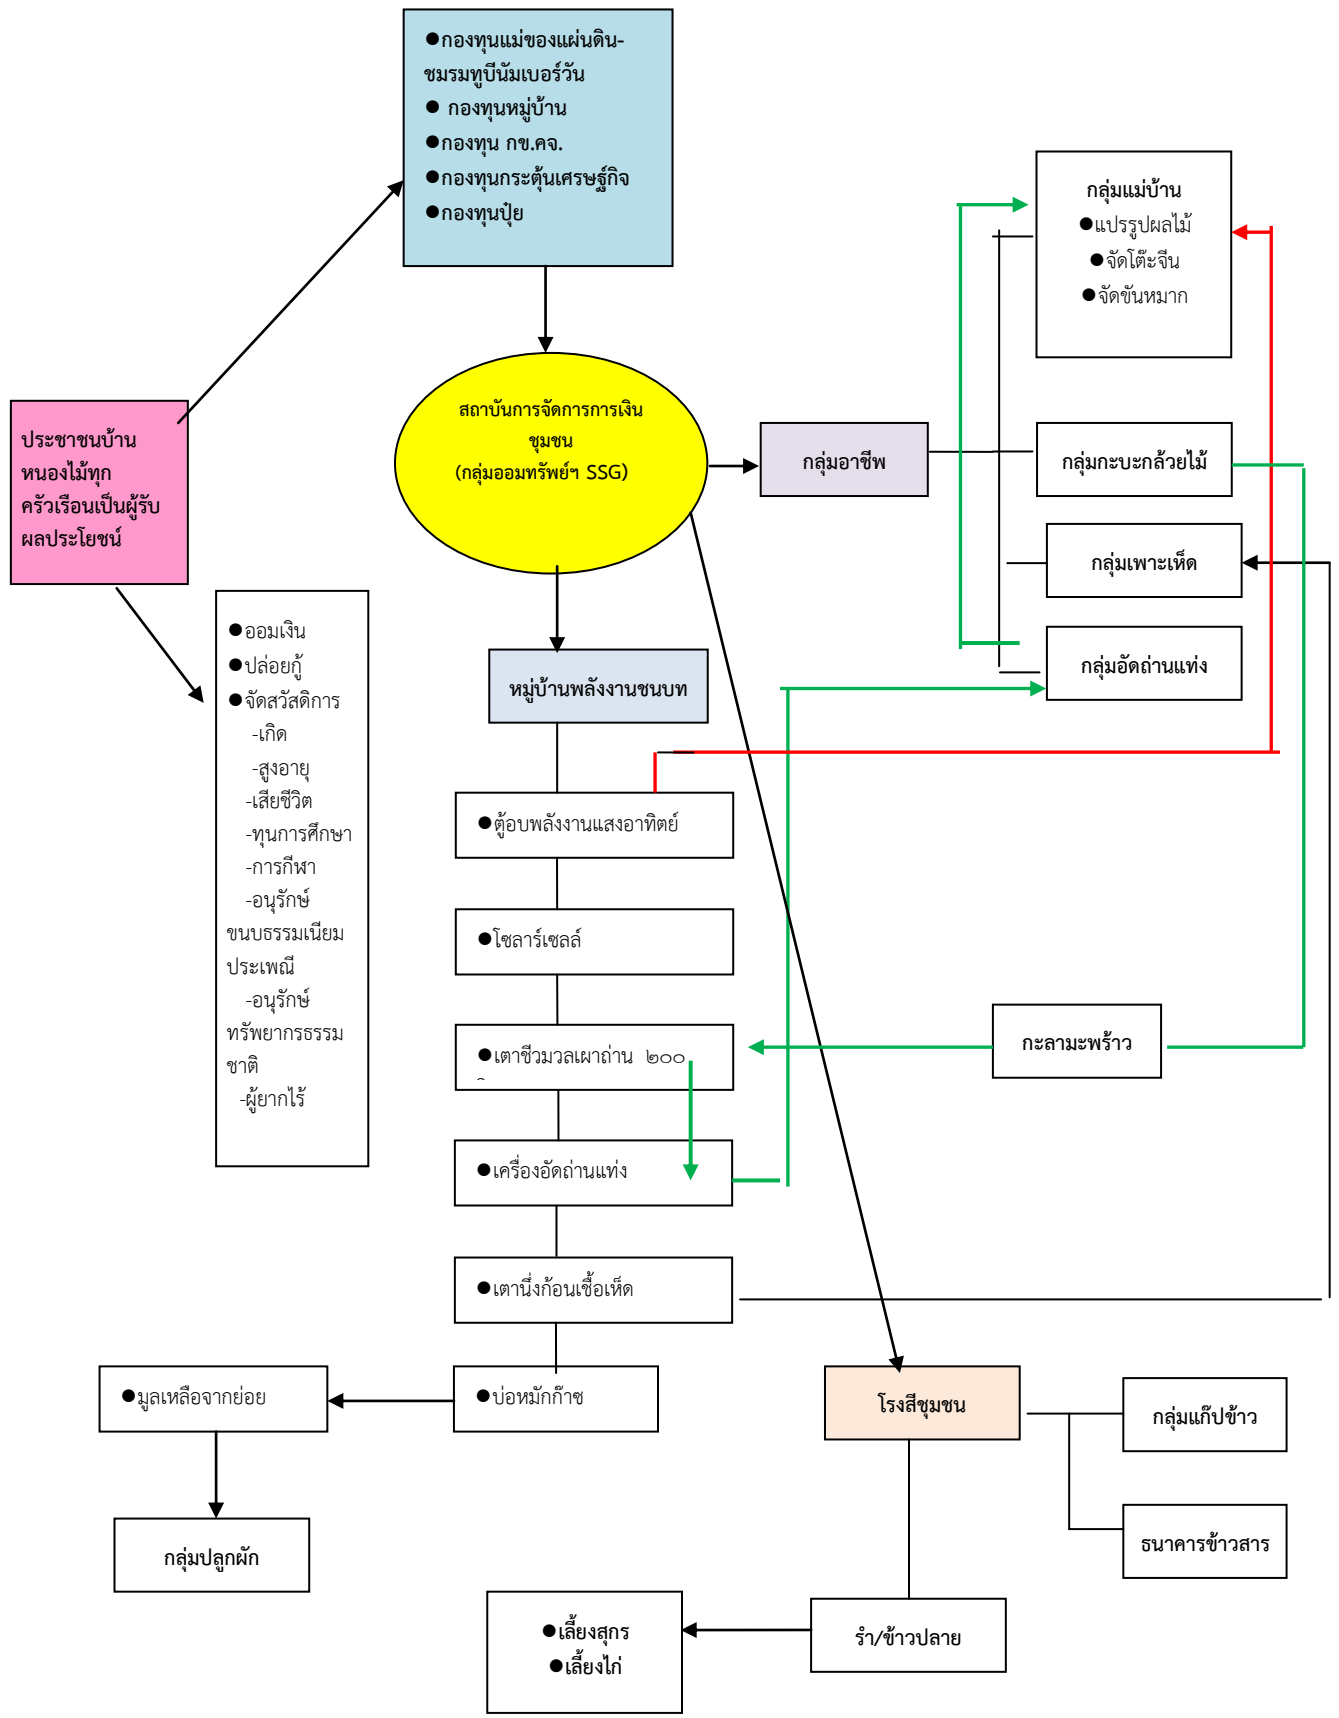 ●กองทุนแม่ของแผ่นดิน-
ชมรมทูบีนัมเบอร์วัน
● กองทุนหมู่บ้าน
●กองทุน กข.คจ.
●กองทุนกระตุ้นเศรษฐ์กิจ
●กองทุนปุ๋ย
กลุ่มแม่บ้าน
●แปรรูปผลไม้
●จัดโต๊ะจีน
●จัดขันหมาก
สถาบันการจัดการการเงิน
ชุมชน
(กลุ่มออมทรัพย์ฯ SSG)
ประชาชนบ้าน
หนองไม้ทุก
ครัวเรือนเป็นผู้รับ
ผลประโยชน์
กลุ่มอาชีพ
กลุ่มกะบะกล้วยไม้
กลุ่มเพาะเห็ด
กลุ่มอัดถ่านแท่ง
●ออมเงิน
●ปล่อยกู้
●จัดสวัสดิการ
-เกิด
-สูงอายุ
-เสียชีวิต
-ทุนการศึกษา
-การกีฬา
-อนุรักษ์
ขนบธรรมเนียม
ประเพณี
-อนุรักษ์
ทรัพยากรธรรม
ชาติ
-ผู้ยากไร้
หมู่บ้านพลังงานชนบท
●ตู้อบพลังงานแสงอาทิตย์
●โซลาร์เซลล์
●เตาชีวมวลเผาถ่าน ๒๐๐
กะลามะพร้าว
●เครื่องอัดถ่านแท่ง
●เตานึ่งก้อนเชื้อเห็ด
●มูลเหลือจากย่อย
●บ่อหมักก๊าซ
โรงสีชุมชน
กลุ่มแก๊ปข้าว
กลุ่มปลูกผัก
ธนาคารข้าวสาร
●เลี้ยงสุกร
●เลี้ยงไก่
รำ/ข้าวปลาย